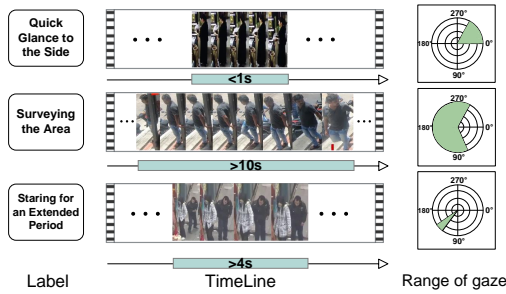 Quick
Glance to
the Side
<1s
270°
180°
0°
90°
Surveying
the Area
>10s
270°
180°
0°
90°
Staring for
an Extended
Period
>4s
270°
180°
0°
90°
Label
TimeLine
Range of gaze